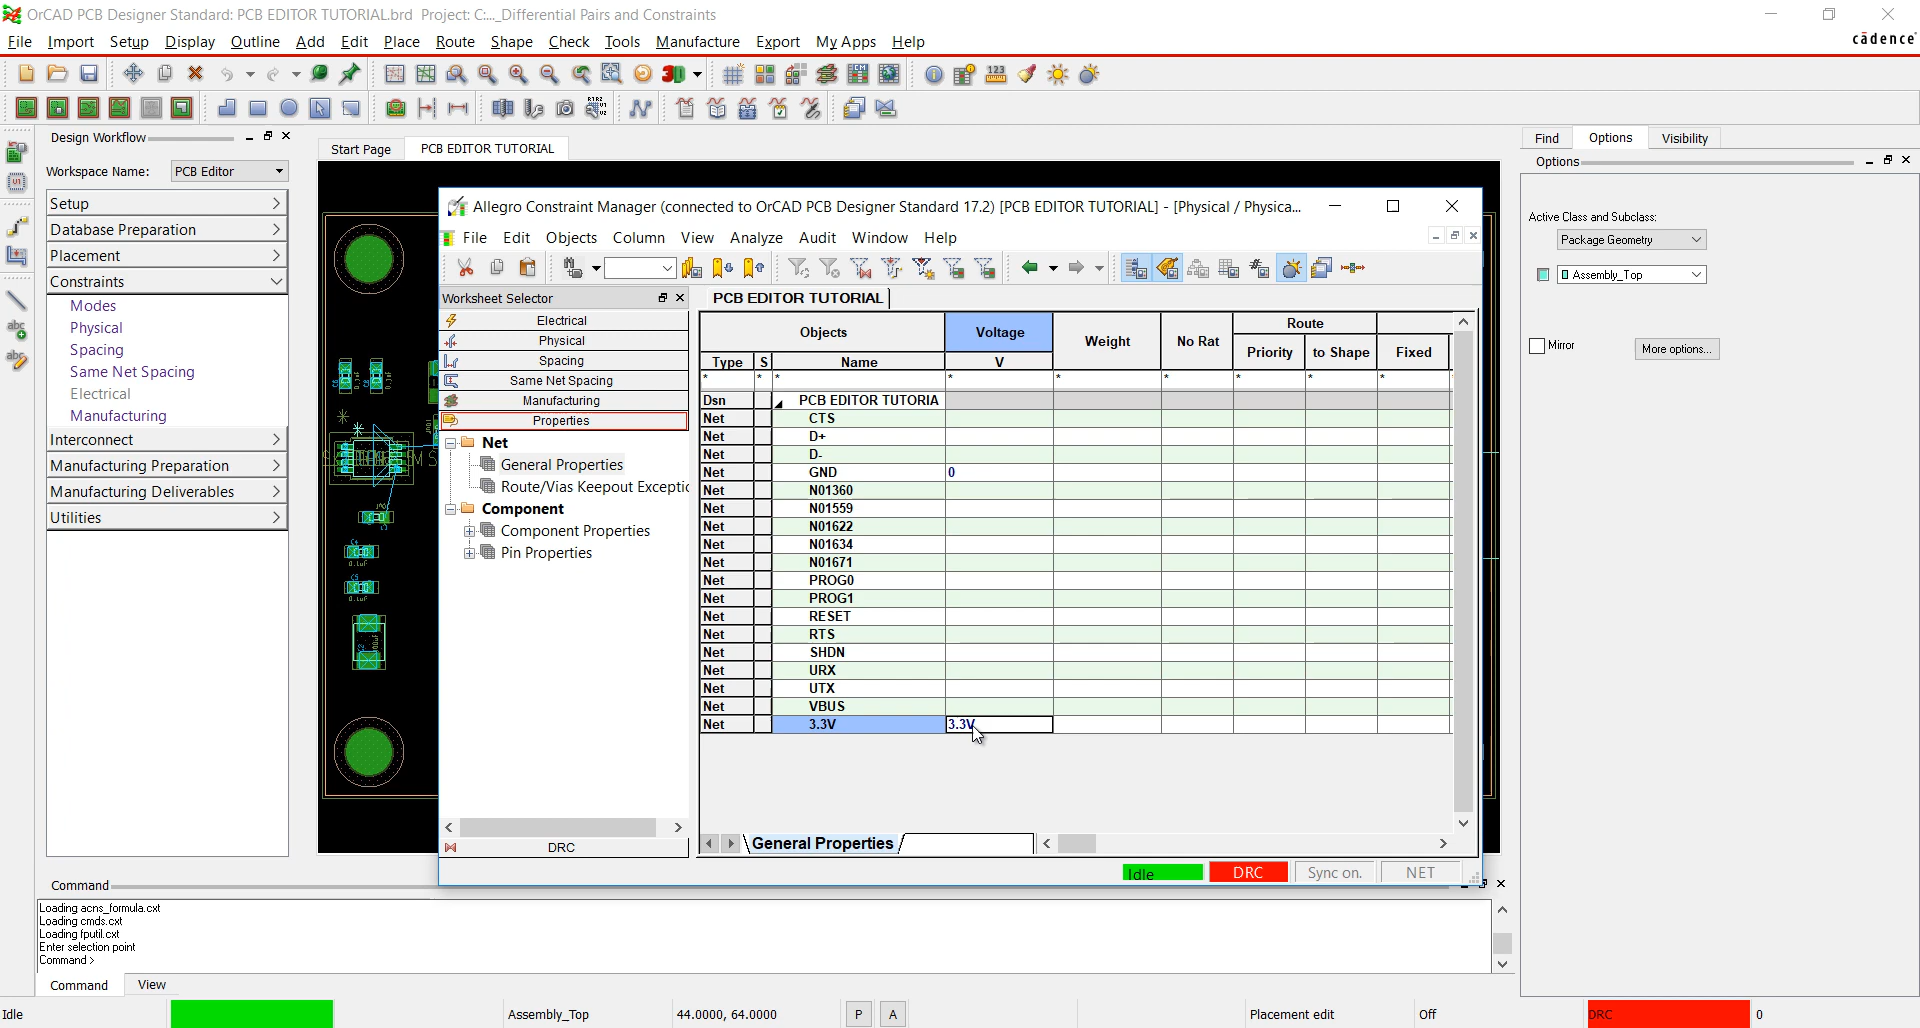 OrCAD PCB Designer Standard: PCB EDITOR TUTORIAL.brd  Project: C:..._Differential Pairs and Constraints
File Import Setup Display Outline Add Edit Place Route Shape Check Tools Manufacture Export My Apps Help
cādence
3D
Design Workflow
Workspace Name: PCB Editor
Setup
Database Preparation
Placement
Constraints
Modes
Physical
Spacing
Same Net Spacing
Electrical
Manufacturing
Interconnect
Manufacturing Preparation
Manufacturing Deliverables
Utilities
Start Page PCB EDITOR TUTORIAL
Allegro Constraint Manager (connected to OrCAD PCB Designer Standard 17.2) [PCB EDITOR TUTORIAL] - [Physical / Physica...
File Edit Objects Column View Analyze Audit Window Help
Worksheet Selector
Electrical
Physical
Spacing
Same Net Spacing
Manufacturing
Properties
Net
General Properties
Route/Vias Keepout Exceptic
Component
Component Properties
Pin Properties
DRC
PCB EDITOR TUTORIAL
Objects Voltage Weight No Rat Route
Priority to Shape Fixed
Type S Name V
* * * * * * * * *
Dsn PCB EDITOR TUTORIA
Net CTS
Net D+
Net D-
Net GND 0
Net N01360
Net N01559
Net N01622
Net N01634
Net N01671
Net PROG0
Net PROG1
Net RESET
Net RTS
Net SHDN
Net URX
Net UTX
Net VBUS
Net 3.3V 3.3V
General Properties
Idle DRC Sync on. NET
Find Options Visibility
Options
Active Class and Subclass:
Package Geometry
Assembly_Top
Mirror More options...
Command
Loading acns_formula.cxt
Loading cmds.cxt
Loading fputil.cxt
Enter selection point
Command >
Command View
Idle Assembly_Top 44.0000, 64.0000 P A Placement edit Off DRC 0